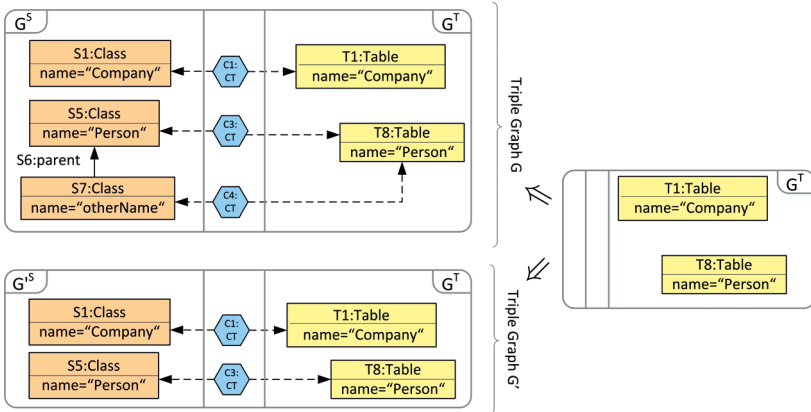 G^S
G^T
S1:Class
name=“Company“
C1:
CT
T1:Table
name=“Company“
S5:Class
name=“Person“
C3:
CT
T8:Table
name=“Person“
S6:parent
S7:Class
name=“otherName“
C4:
CT
Triple Graph G
G'^S
G^T
S1:Class
name=“Company“
C1:
CT
T1:Table
name=“Company“
S5:Class
name=“Person“
C3:
CT
T8:Table
name=“Person“
Triple Graph G'
G^T
T1:Table
name=“Company“
T8:Table
name=“Person“